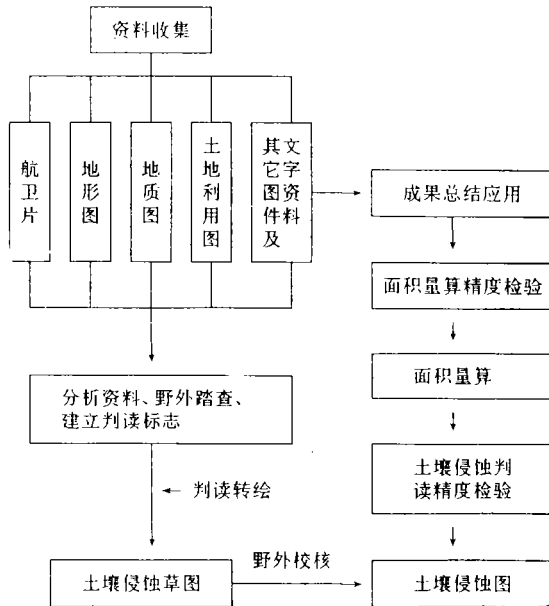 资料收集
航卫片
地形图
地质图
土地利用图
其它图件及
文字资料
成果总结应用
面积量算精度检验
面积量算
分析资料、野外踏查、
建立判读标志
土壤侵蚀判
读精度检验
判读转绘
土壤侵蚀草图
野外校核
土壤侵蚀图